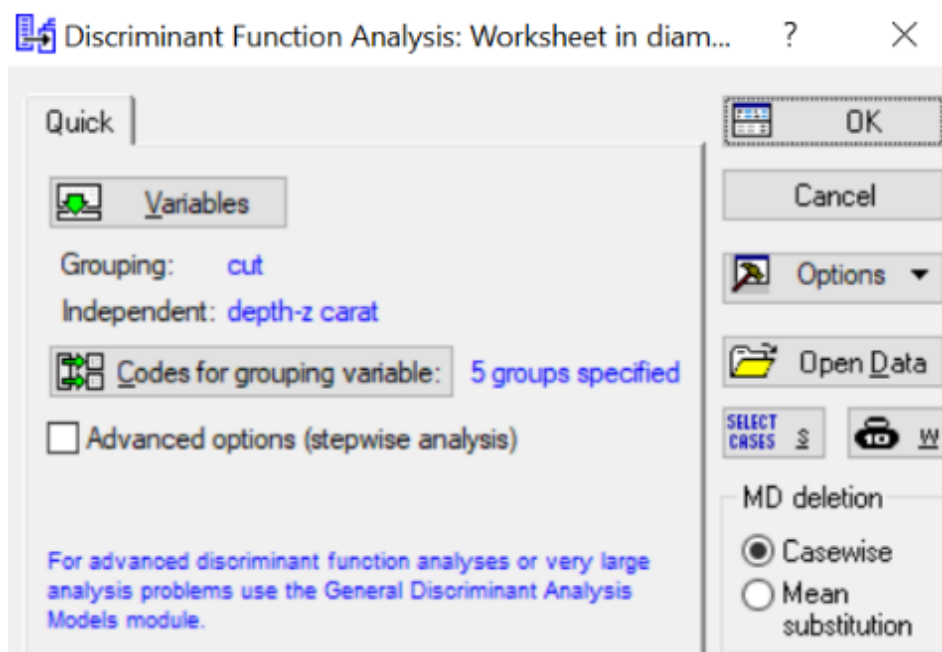 Discriminant Function Analysis: Worksheet in diam... ? ×
Quick
OK
Variables
Cancel
Grouping: cut
Options
Independent: depth-z carat
Codes for grouping variable: 5 groups specified
Open Data
Advanced options (stepwise analysis)
SELECT
CASES S W
MD deletion
Casewise
For advanced discriminant function analyses or very large
analysis problems use the General Discriminant Analysis
Models module.
Mean
substitution